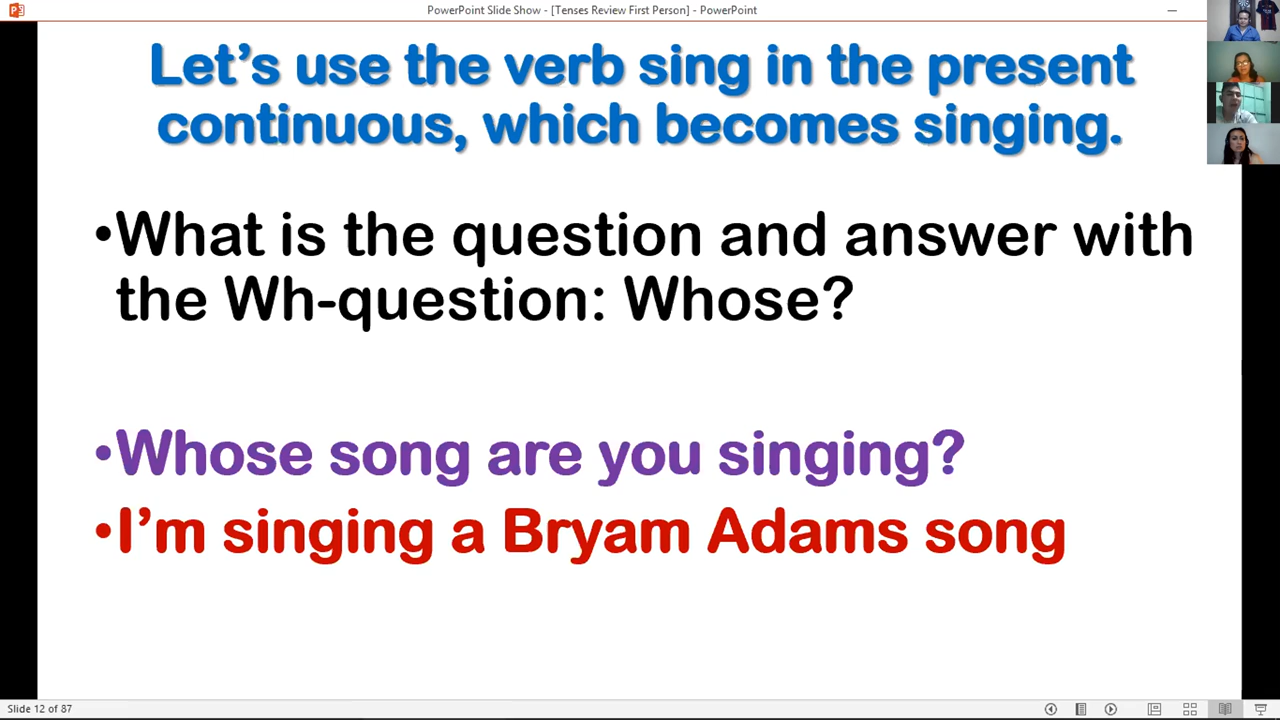 PowerPoint Slide Show - [Tenses Review First Person] - PowerPoint
Let's use the verb sing in the present
continuous, which becomes singing.
•What is the question and answer with
the Wh-question: Whose?
•Whose song are you singing?
•I'm singing a Bryam Adams song
Slide 12 of 87